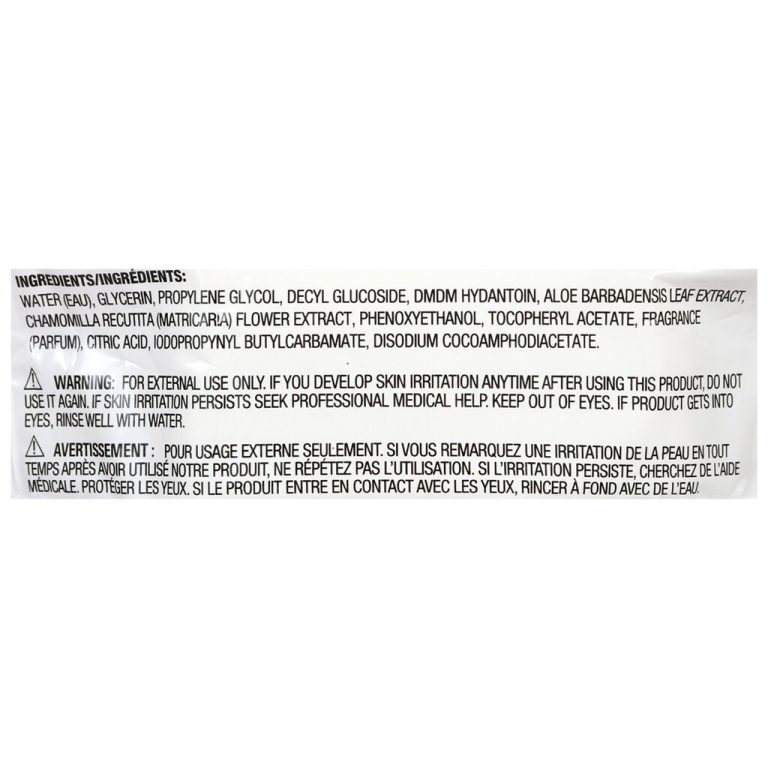 INGREDIENTS/INGRÉDIENTS:
WATER (EAU), GLYCERIN, PROPYLENE GLYCOL, DECYL GLUCOSIDE, DMDM HYDANTOIN, ALOE BARBADENSIS LEAF EXTRACT,
CHAMOMILLA RECUTITA (MATRICARIA) FLOWER EXTRACT, PHENOXYETHANOL, TOCOPHERYL ACETATE, FRAGRANCE
(PARFUM), CITRIC ACID, IODOPROPYNYL BUTYLCARBAMATE, DISODIUM COCOAMPHODIACETATE.
⚠ WARNING: FOR EXTERNAL USE ONLY. IF YOU DEVELOP SKIN IRRITATION ANYTIME AFTER USING THIS PRODUCT, DO NOT
USE IT AGAIN. IF SKIN IRRITATION PERSISTS SEEK PROFESSIONAL MEDICAL HELP. KEEP OUT OF EYES. IF PRODUCT GETS INTO
EYES, RINSE WELL WITH WATER.
⚠ AVERTISSEMENT : POUR USAGE EXTERNE SEULEMENT. SI VOUS REMARQUEZ UNE IRRITATION DE LA PEAU EN TOUT
TEMPS APRÈS AVOIR UTILISÉ NOTRE PRODUIT, NE RÉPÉTEZ PAS L'UTILISATION. SI L'IRRITATION PERSISTE, CHERCHEZ DE L'AIDE
MÉDICALE. PROTÉGER LES YEUX. SI LE PRODUIT ENTRE EN CONTACT AVEC LES YEUX, RINCER À FOND AVEC DE L'EAU.